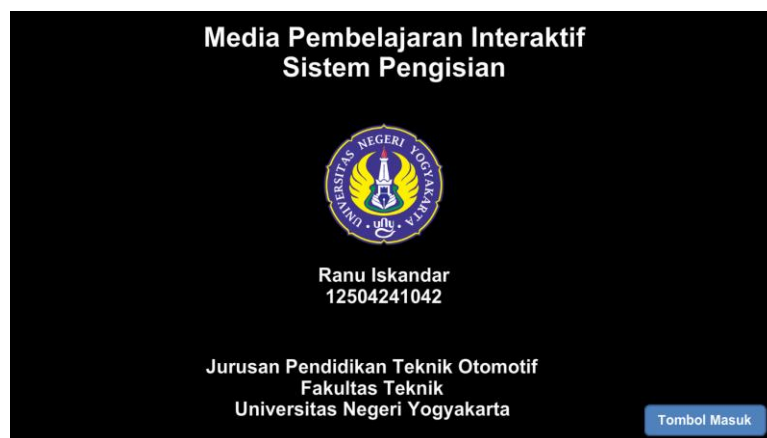 Media Pembelajaran Interaktif
Sistem Pengisian
UNIVERSITAS NEGERI YOGYAKARTA
uny
Ranu Iskandar
12504241042
Jurusan Pendidikan Teknik Otomotif
Fakultas Teknik
Universitas Negeri Yogyakarta
Tombol Masuk